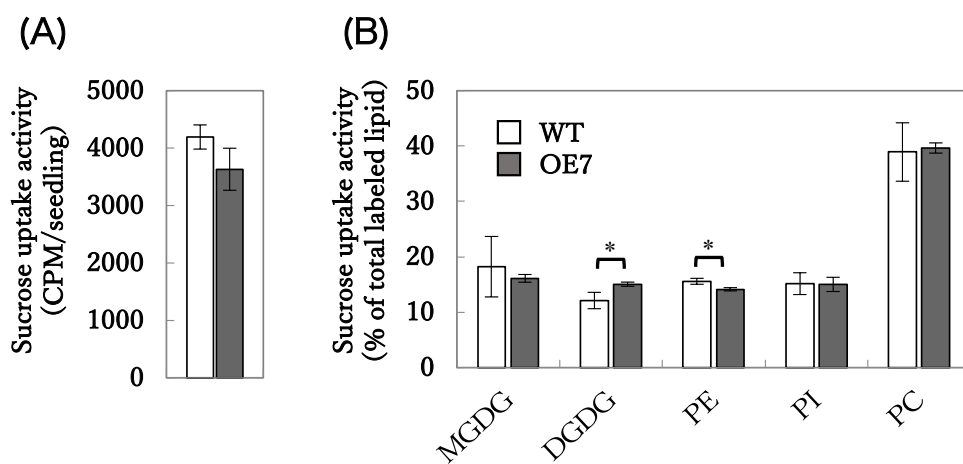 (A)
Sucrose uptake activity
(CPM/seedling)
5000
4000
3000
2000
1000
0
(B)
Sucrose uptake activity
(% of total labeled lipid)
50
40
30
20
10
0
WT
OE7
*
*
MGDG
DGDG
PE
PI
PC